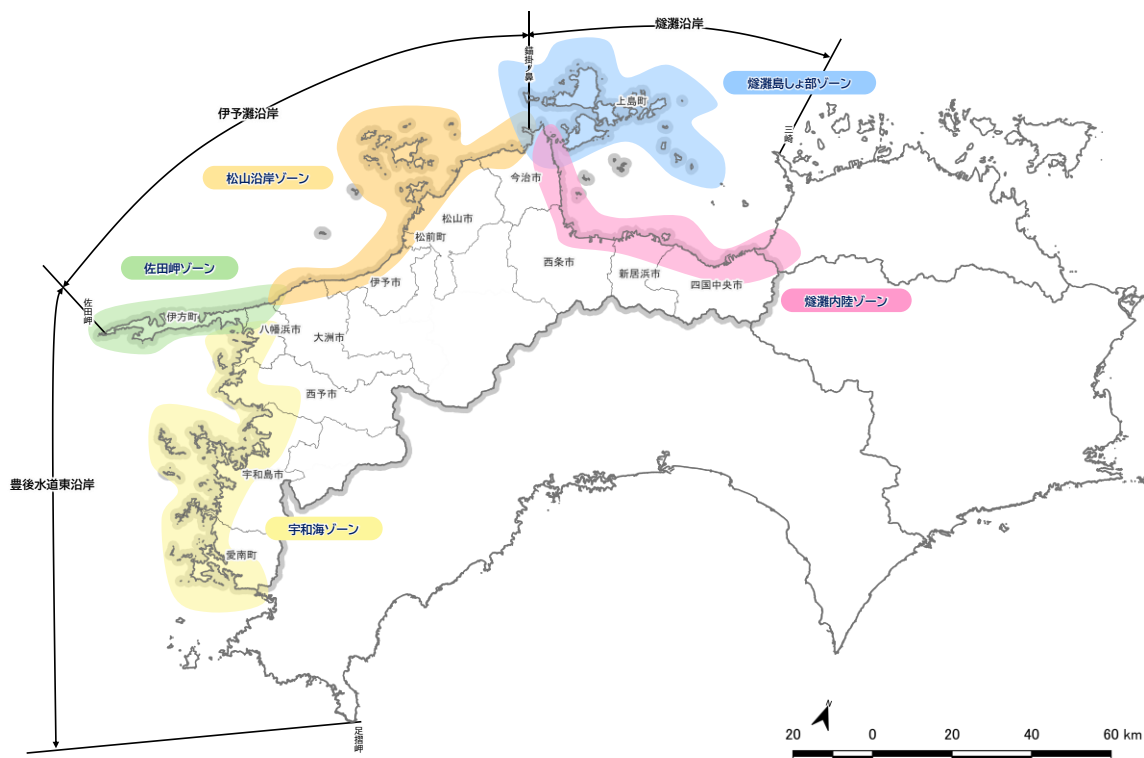 燧灘沿岸
錨掛ノ鼻
燧灘島しょ部ゾーン
上島町
伊予灘沿岸
三崎
松山沿岸ゾーン
今治市
松山市
松前町
佐田岬ゾーン
西条市
新居浜市
伊予市
四国中央市
燧灘内陸ゾーン
佐田岬
伊方町
八幡浜市
大洲市
西予市
宇和島市
豊後水道東沿岸
宇和海ゾーン
愛南町
足摺岬
N
20 0 20 40 60 km